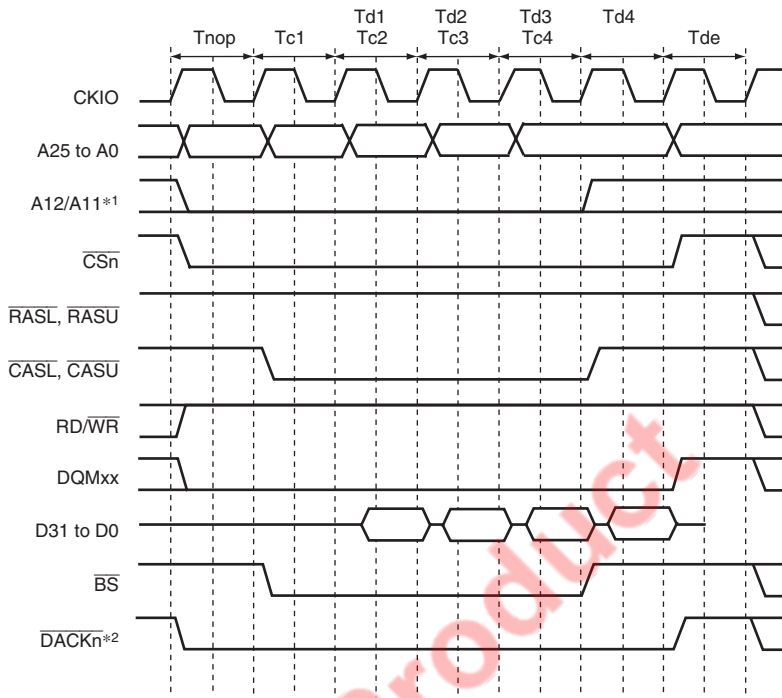 Td1 Td2 Td3 Td4
Tnop Tc1 Tc2 Tc3 Tc4 Tde
CKIO
A25 to A0
A12/A11*1
CSn
RASL, RASU
CASL, CASU
RD/WR
DQMxx
D31 to D0
BS
DACKn*2
roduct